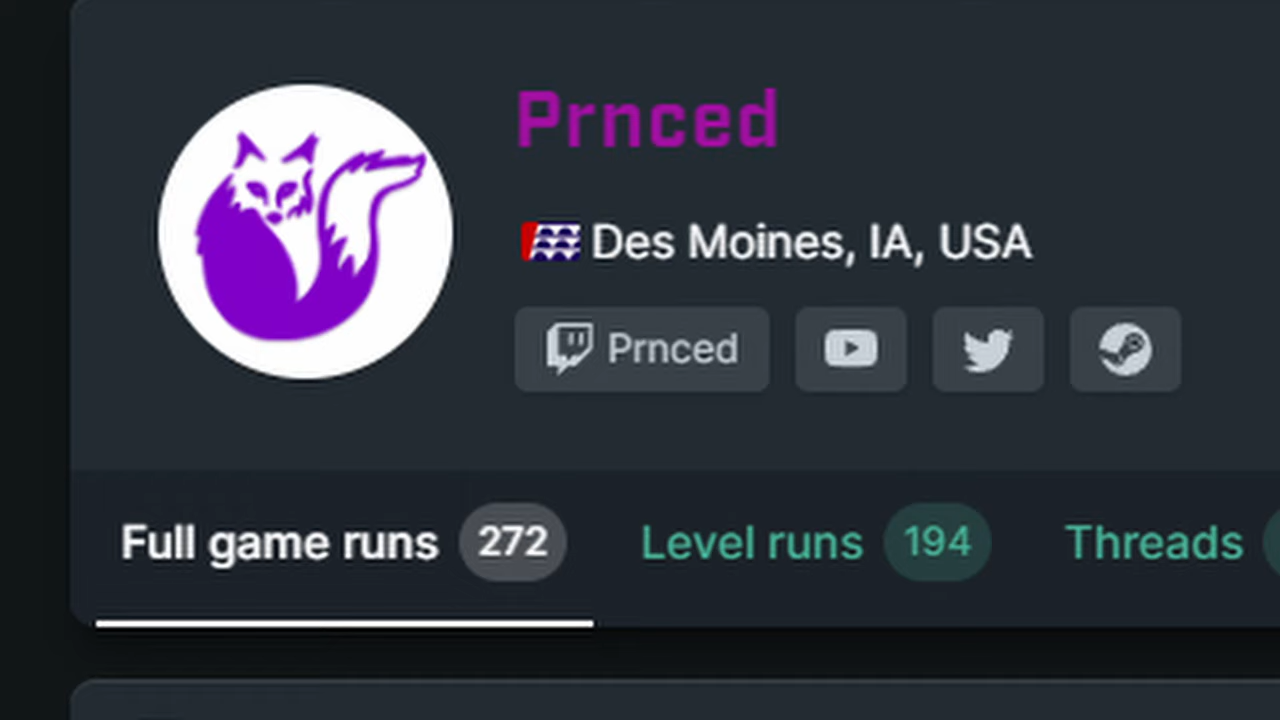 Prnced
Des Moines, IA, USA
Prnced
Full game runs 272 Level runs 194 Threads